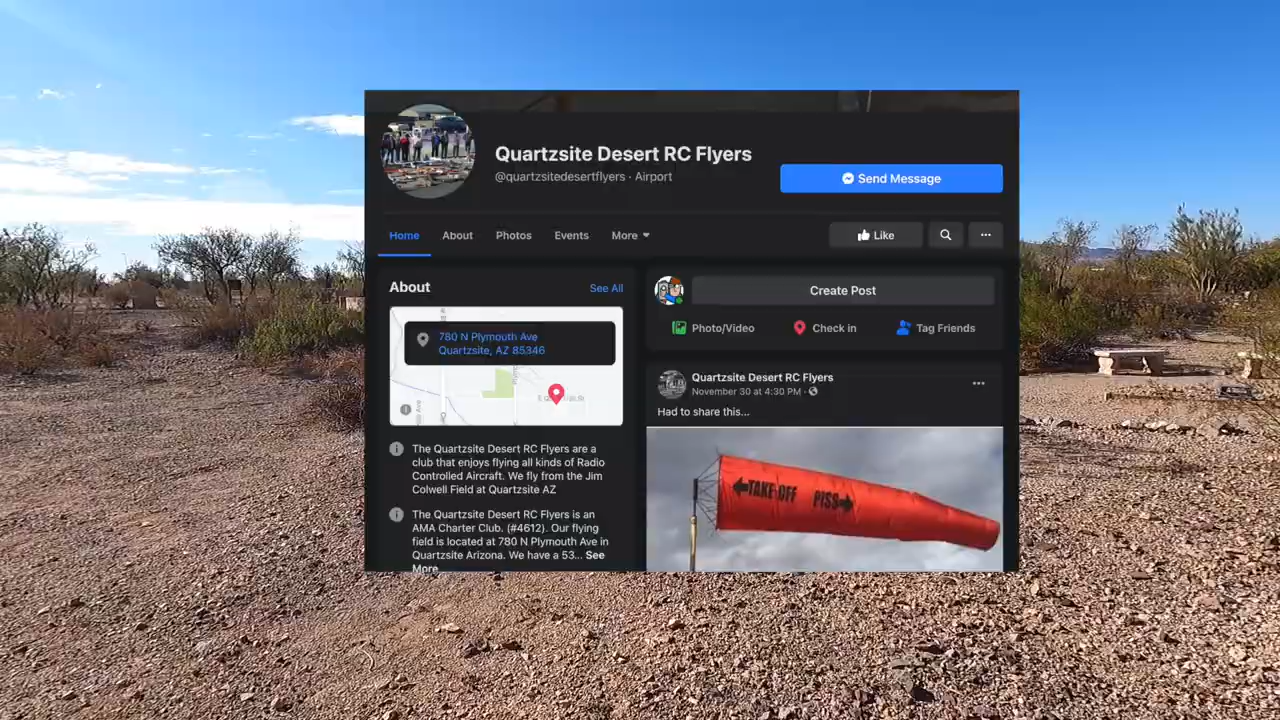 Quartzsite Desert RC Flyers
@quartzsitedesertflyers · Airport
Send Message
Home
About
Photos
Events
More
Like
About
See All
780 N Plymouth Ave
Quartzsite, AZ 85346
The Quartzsite Desert RC Flyers are a
club that enjoys flying all kinds of Radio
Controlled Aircraft. We fly from the Jim
Colwell Field at Quartzsite AZ
The Quartzsite Desert RC Flyers is an
AMA Charter Club. (#4612). Our flying
field is located at 780 N Plymouth Ave in
Quartzsite Arizona. We have a 53... See
More
Create Post
Photo/Video
Check in
Tag Friends
Quartzsite Desert RC Flyers
November 30 at 4:30 PM ·
Had to share this...
TAKE OFF
PISS